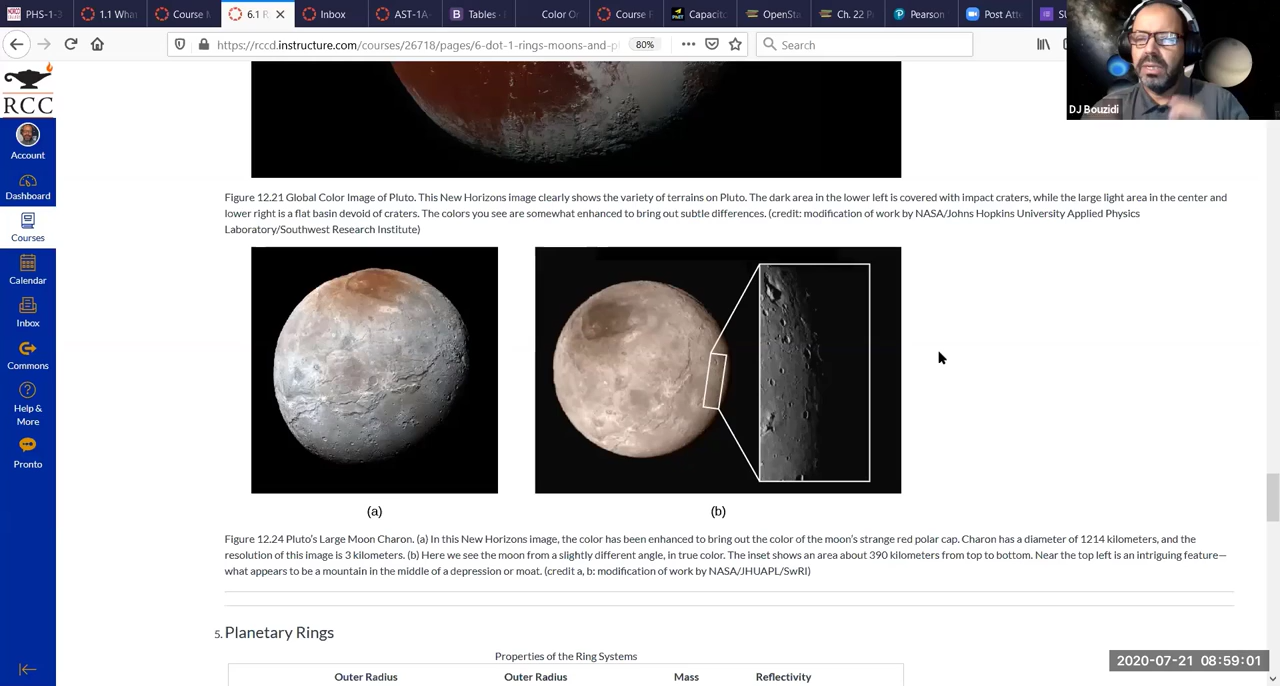 PHS-1-3
1.1 Wha
Course
6.1 R
Inbox
AST-1A-
Tables -
Color O
Course
Capacit
OpenSta
Ch. 22 P
Pearson
Post Att
https://rccd.instructure.com/courses/26718/pages/6-dot-1-rings-moons-and-p
80%
Search
DJ Bouzidi
RCC
Account
Dashboard
Courses
Calendar
Inbox
Commons
Help &
More
Pronto
Figure 12.21 Global Color Image of Pluto. This New Horizons image clearly shows the variety of terrains on Pluto. The dark area in the lower left is covered with impact craters, while the large light area in the center and
lower right is a flat basin devoid of craters. The colors you see are somewhat enhanced to bring out subtle differences. (credit: modification of work by NASA/Johns Hopkins University Applied Physics
Laboratory/Southwest Research Institute)
(a)
(b)
Figure 12.24 Pluto's Large Moon Charon. (a) In this New Horizons image, the color has been enhanced to bring out the color of the moon's strange red polar cap. Charon has a diameter of 1214 kilometers, and the
resolution of this image is 3 kilometers. (b) Here we see the moon from a slightly different angle, in true color. The inset shows an area about 390 kilometers from top to bottom. Near the top left is an intriguing feature—
what appears to be a mountain in the middle of a depression or moat. (credit a, b: modification of work by NASA/JHUAPL/SwRI)
5. Planetary Rings
Properties of the Ring Systems
Outer Radius Outer Radius Mass Reflectivity
2020-07-21 08:59:01